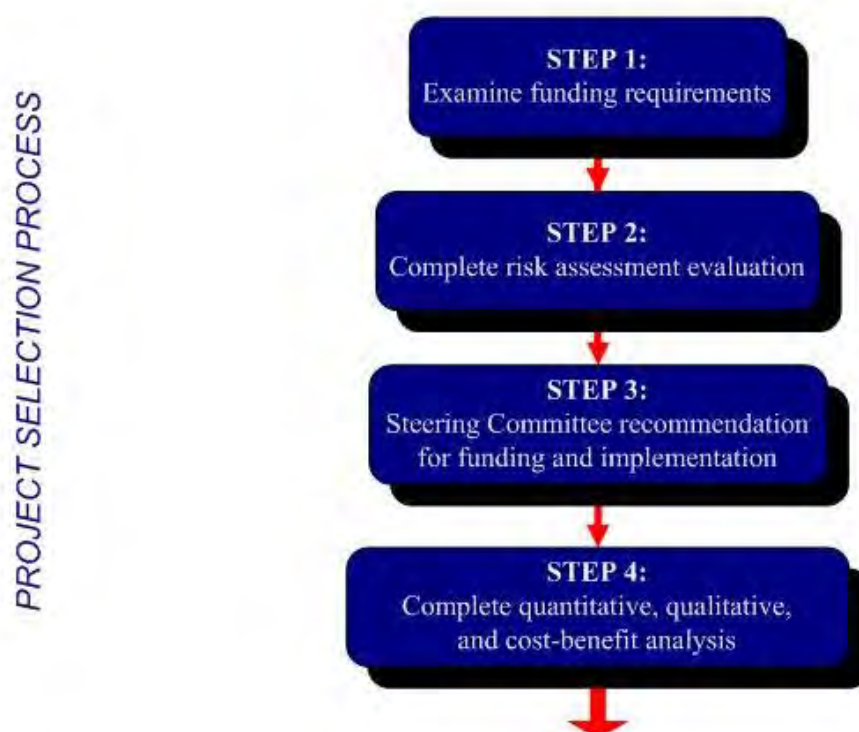 PROJECT SELECTION PROCESS
STEP 1:
Examine funding requirements
STEP 2:
Complete risk assessment evaluation
STEP 3:
Steering Committee recommendation
for funding and implementation
STEP 4:
Complete quantitative, qualitative,
and cost-benefit analysis